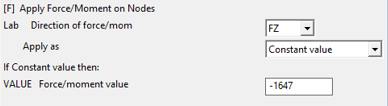 [F] Apply Force/Moment on Nodes
Lab Direction of force/mom FZ
Apply as Constant value
If Constant value then:
VALUE Force/moment value -1647